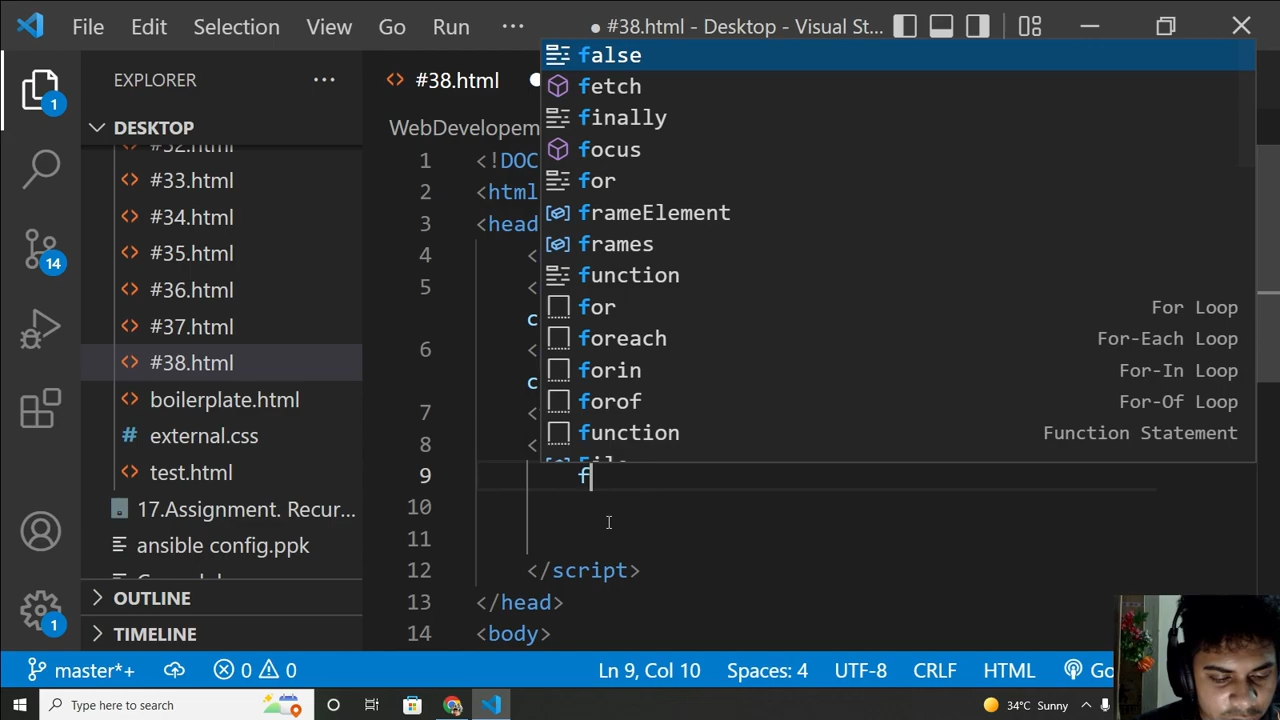 File Edit Selection View Go Run ··· ● #38.html - Desktop - Visual St...
EXPLORER ···
DESKTOP
#32.html
#33.html
#34.html
#35.html
#36.html
#37.html
#38.html
boilerplate.html
external.css
test.html
17.Assignment. Recur...
ansible config.ppk
OUTLINE
TIMELINE
1
14
1
<> #38.html ●
WebDevelopem
1 <!DOC
2 <html
3 <head
4 <
5 <
c
6 <
c
7 <
8 <
9 f
10
11
12 </script>
13 </head>
14 <body>
false
fetch
finally
focus
for
frameElement
frames
function
for For Loop
foreach For-Each Loop
forin For-In Loop
forof For-Of Loop
function Function Statement
File
master*+ 0 0 Ln 9, Col 10 Spaces: 4 UTF-8 CRLF HTML Go
Type here to search 34°C Sunny